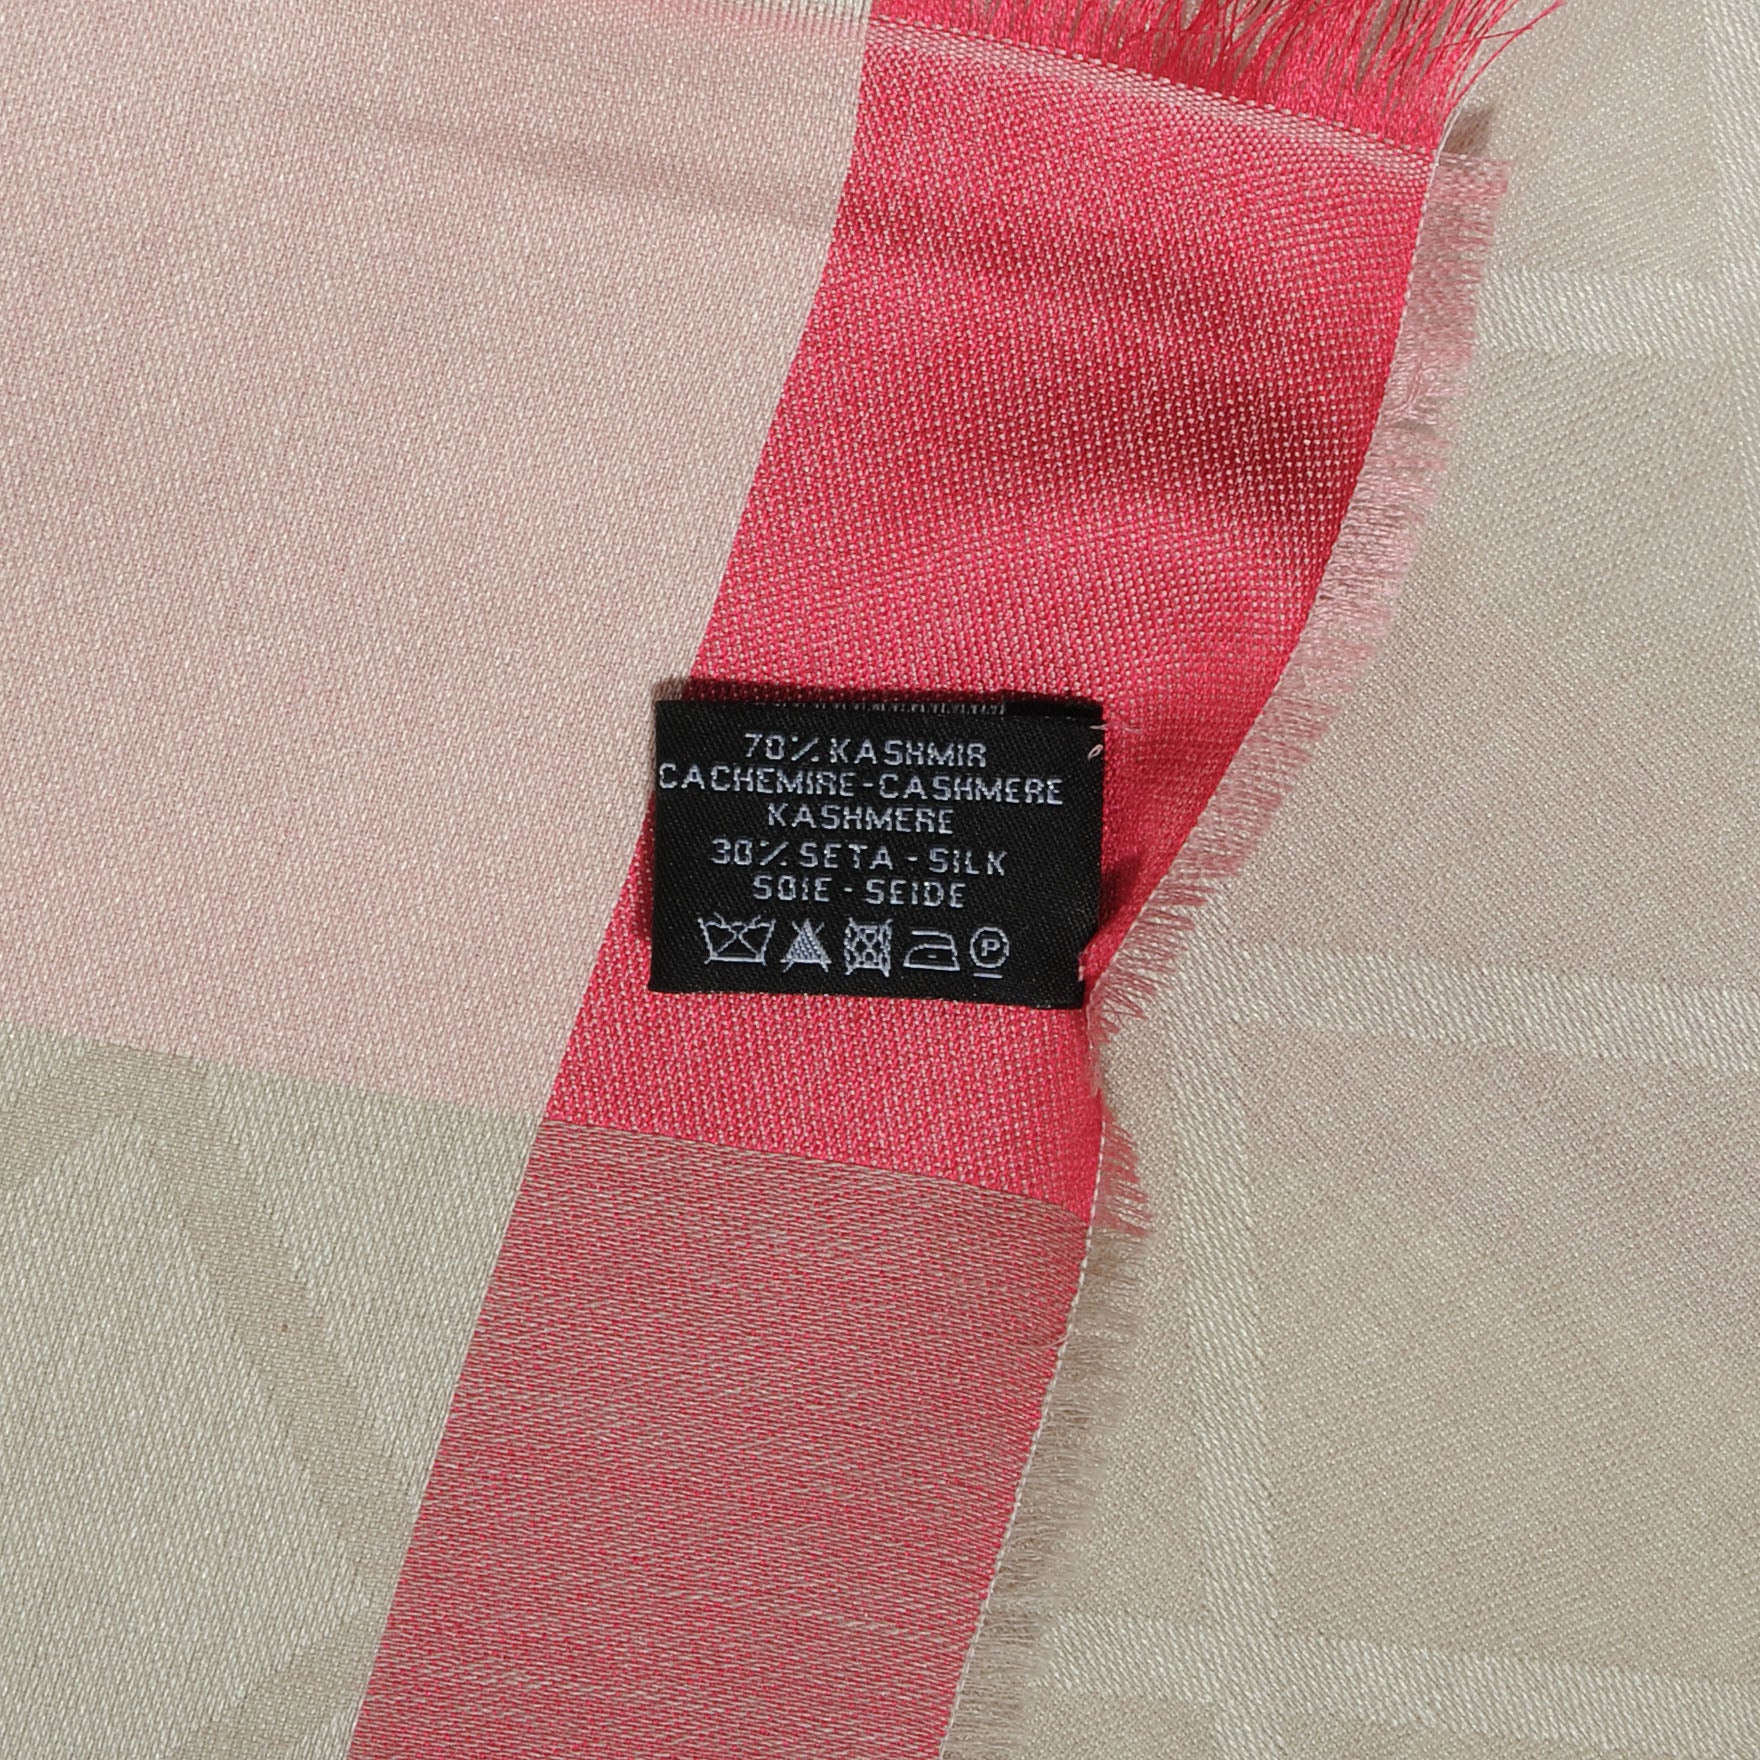 70% KASHMIR
CACHEMIRE-CASHMERE
KASHMERE
30% SETA - SILK
SOIE - SEIDE
P